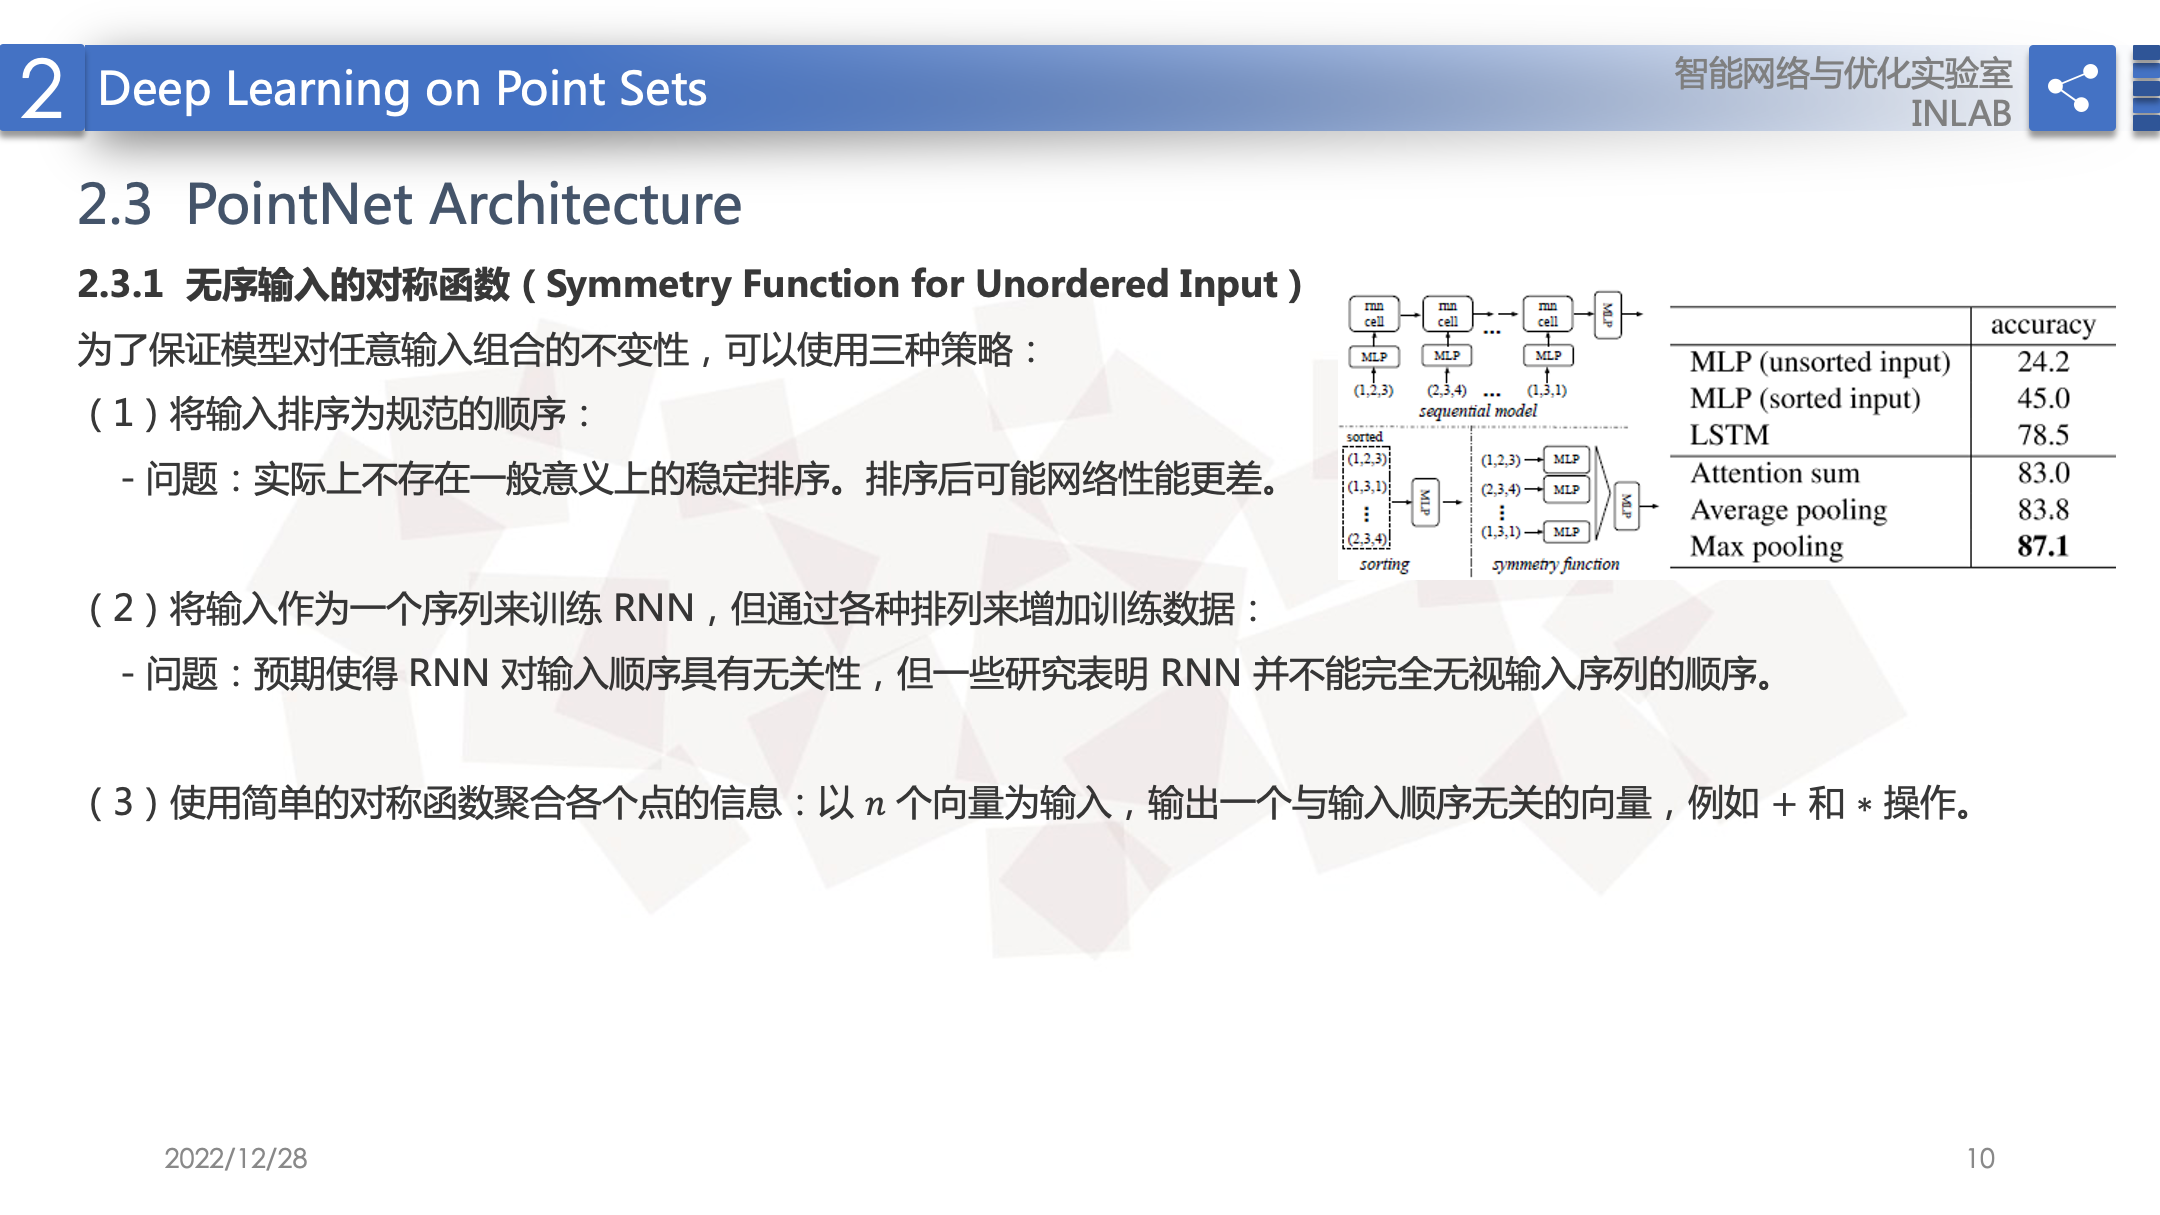 2 Deep Learning on Point Sets
智能网络与优化实验室
INLAB
2.3 PointNet Architecture
2.3.1 无序输入的对称函数（Symmetry Function for Unordered Input）
为了保证模型对任意输入组合的不变性，可以使用三种策略：
（1）将输入排序为规范的顺序：
- 问题：实际上不存在一般意义上的稳定排序。排序后可能网络性能更差。
（2）将输入作为一个序列来训练 RNN，但通过各种排列来增加训练数据：
- 问题：预期使得 RNN 对输入顺序具有无关性，但一些研究表明 RNN 并不能完全无视输入序列的顺序。
（3）使用简单的对称函数聚合各个点的信息：以 n 个向量为输入，输出一个与输入顺序无关的向量，例如 + 和 * 操作。
rnn cell rnn cell ... rnn cell MLP
MLP MLP MLP
(1,2,3) (2,3,4) ... (1,3,1)
sequential model
sorted
(1,2,3)
(1,3,1)
⋮
(2,3,4)
MLP
sorting
(1,2,3) MLP
(2,3,4) MLP
⋮
(1,3,1) MLP
MLP
symmetry function
accuracy
MLP (unsorted input) 24.2
MLP (sorted input) 45.0
LSTM 78.5
Attention sum 83.0
Average pooling 83.8
Max pooling 87.1
2022/12/28
10